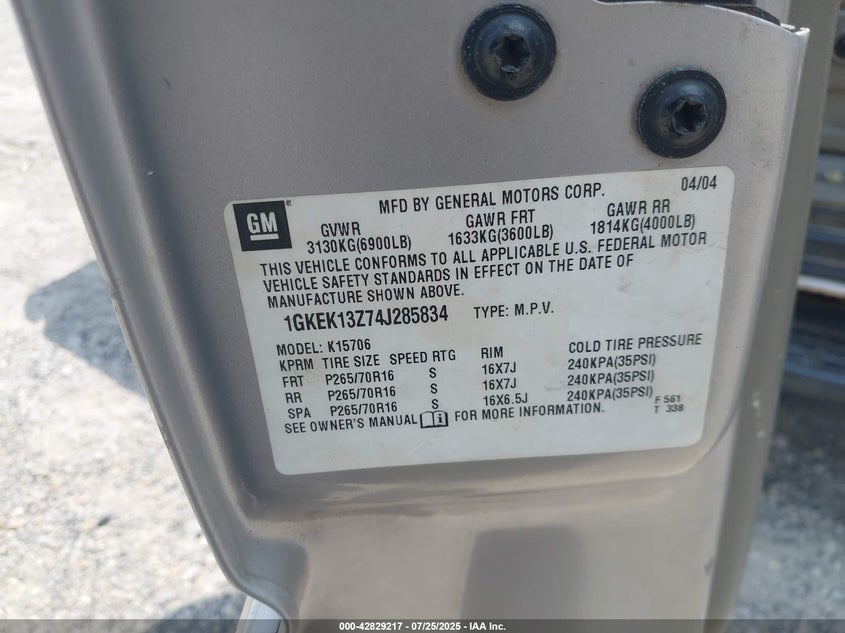 GM
MFD BY GENERAL MOTORS CORP. 04/04
GVWR GAWR FRT GAWR RR
3130KG(6900LB) 1633KG(3600LB) 1814KG(4000LB)
THIS VEHICLE CONFORMS TO ALL APPLICABLE U.S. FEDERAL MOTOR
VEHICLE SAFETY STANDARDS IN EFFECT ON THE DATE OF
MANUFACTURE SHOWN ABOVE.
1GKEK13Z74J285834 TYPE: M.P.V.
MODEL: K15706
KPRM TIRE SIZE SPEED RTG RIM COLD TIRE PRESSURE
FRT P265/70R16 S 16X7J 240KPA(35PSI)
RR P265/70R16 S 16X7J 240KPA(35PSI)
SPA P265/70R16 S 16X6.5J 240KPA(35PSI)
F 561
T 338
SEE OWNER'S MANUAL FOR MORE INFORMATION.
000-42829217 - 07/25/2025 - IAA Inc.